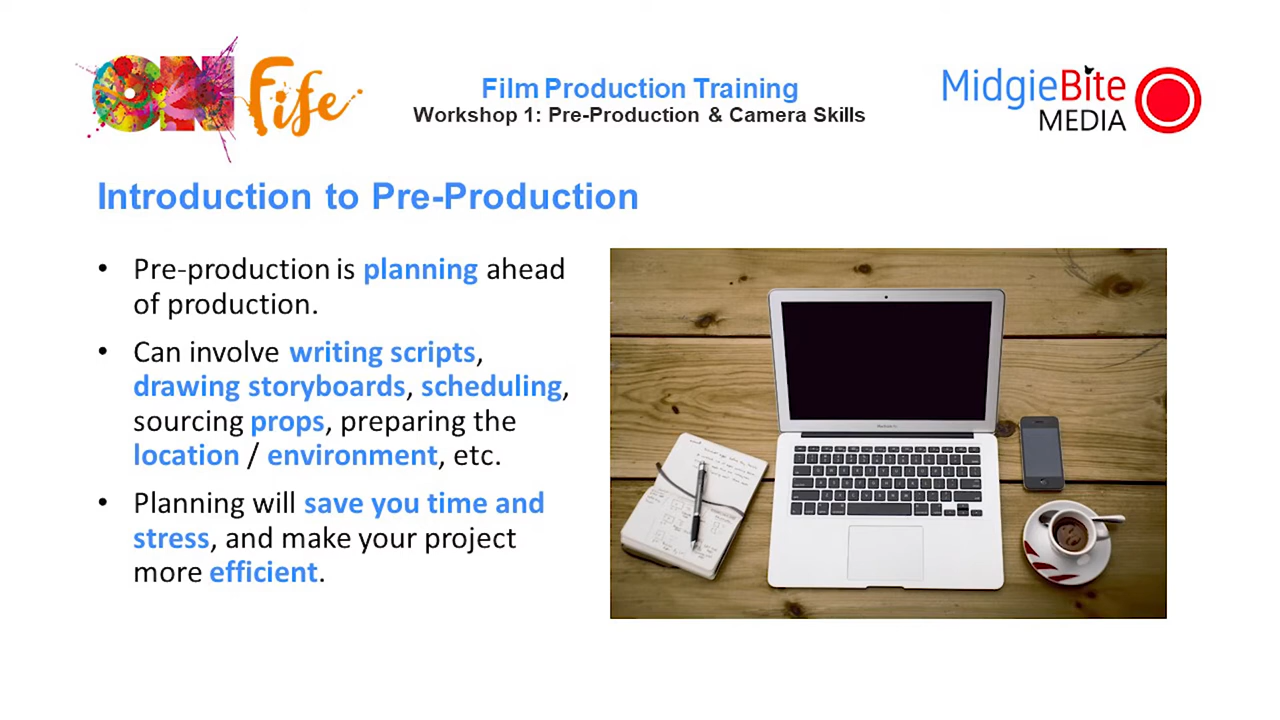 ON Fife
Film Production Training
Workshop 1: Pre-Production & Camera Skills
MidgieBite
MEDIA
Introduction to Pre-Production
• Pre-production is planning ahead
of production.
• Can involve writing scripts,
drawing storyboards, scheduling,
sourcing props, preparing the
location / environment, etc.
• Planning will save you time and
stress, and make your project
more efficient.